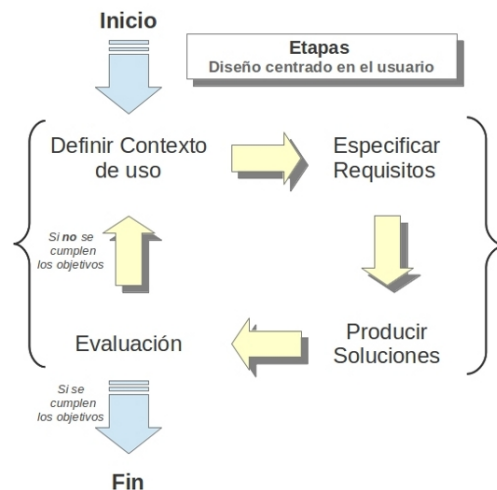 Inicio
Etapas
Diseño centrado en el usuario
Definir Contexto
de uso
Especificar
Requisitos
Si no se
cumplen
los objetivos
Evaluación
Producir
Soluciones
Si se
cumplen
los objetivos
Fin